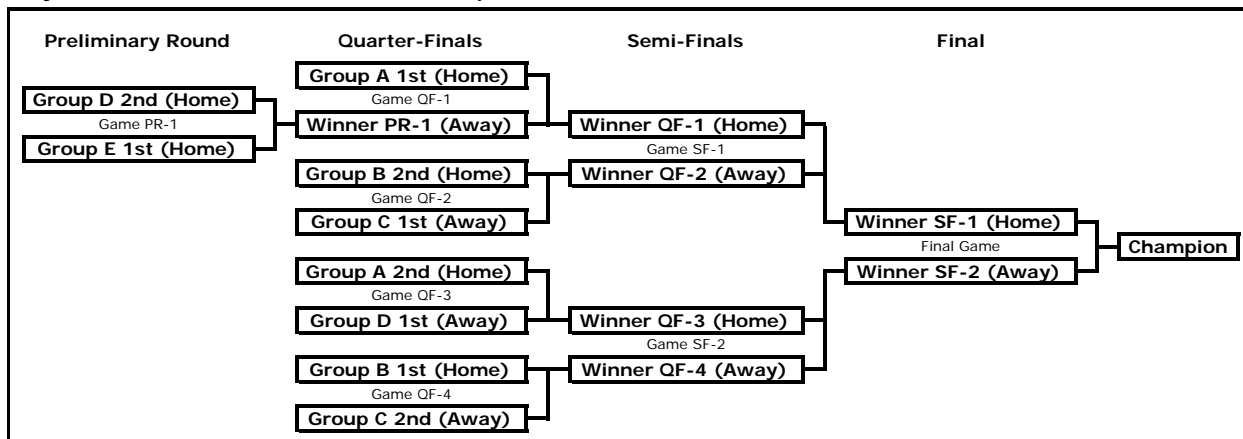 Preliminary Round Quarter-Finals Semi-Finals Final
Group A 1st (Home)
Group D 2nd (Home) Game QF-1
Game PR-1 Winner PR-1 (Away) Winner QF-1 (Home)
Group E 1st (Home) Game SF-1
Group B 2nd (Home) Winner QF-2 (Away)
Game QF-2
Group C 1st (Away) Winner SF-1 (Home)
Final Game Champion
Group A 2nd (Home) Winner SF-2 (Away)
Game QF-3
Group D 1st (Away) Winner QF-3 (Home)
Game SF-2
Group B 1st (Home) Winner QF-4 (Away)
Game QF-4
Group C 2nd (Away)